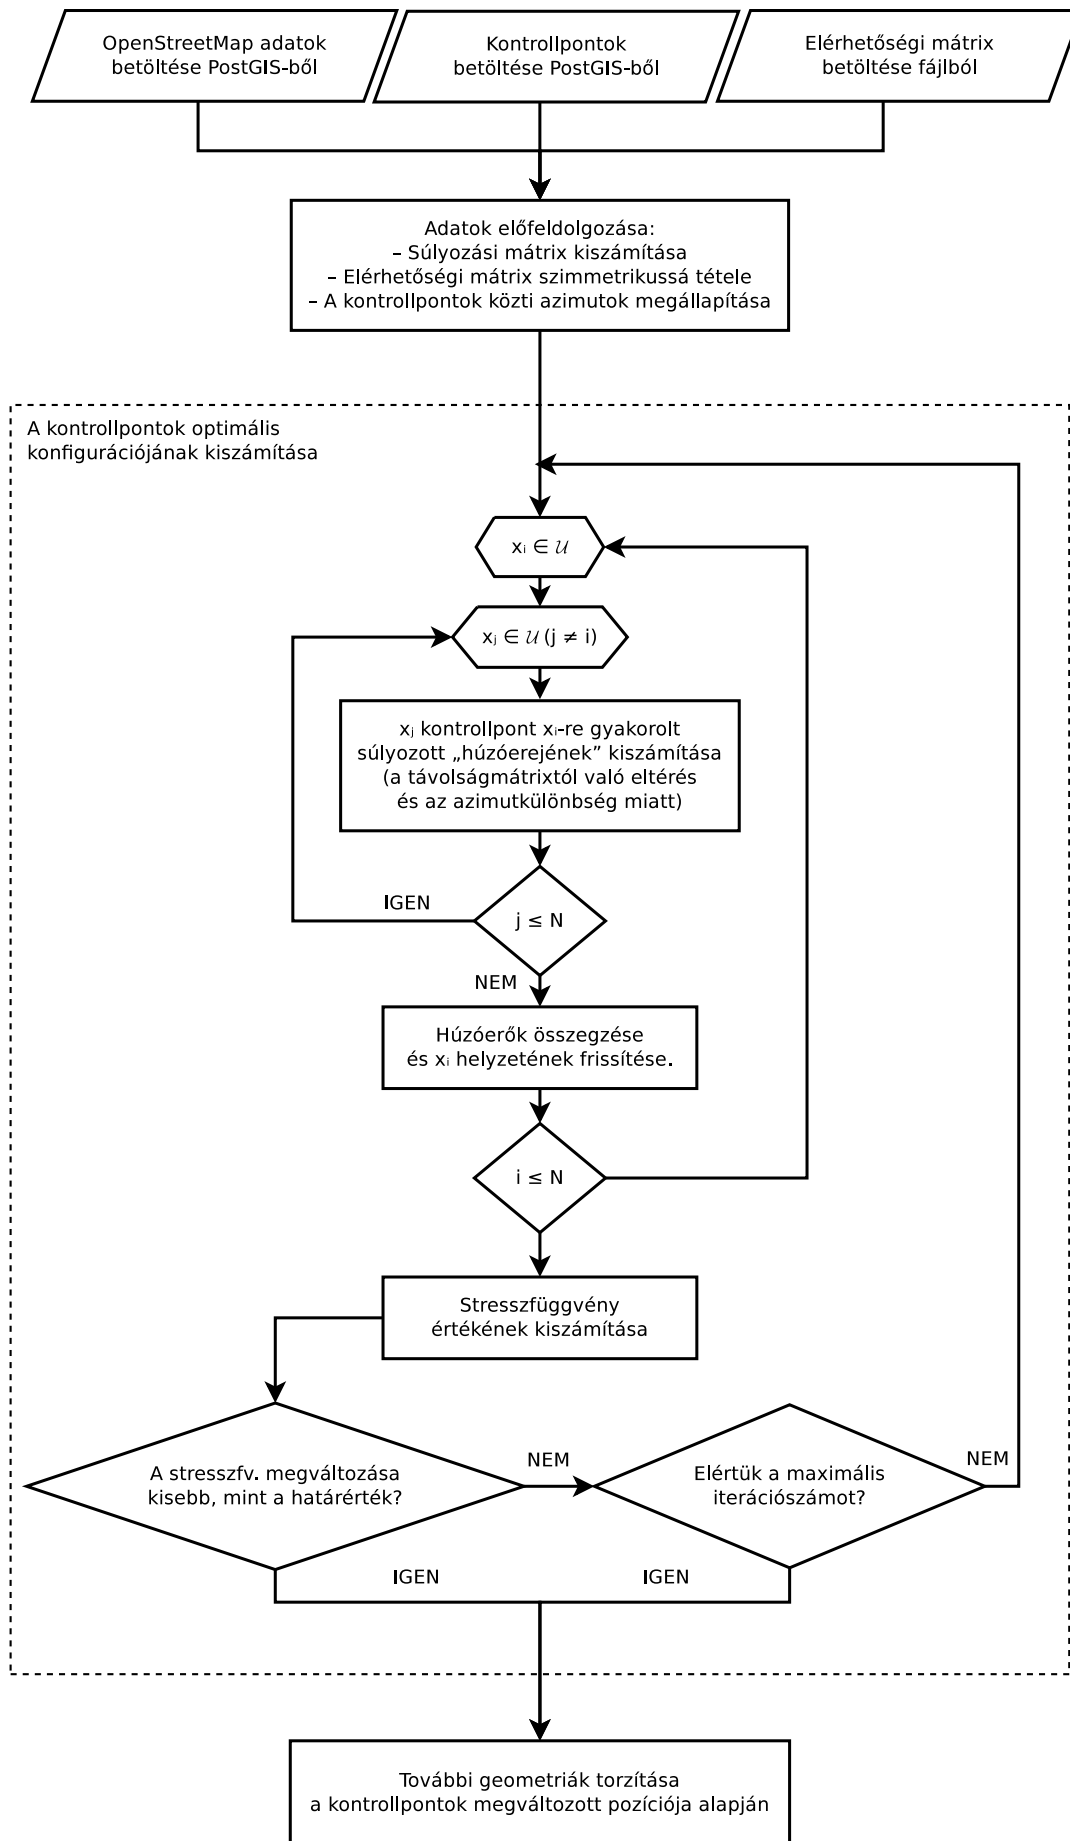 OpenStreetMap adatok
betöltése PostGIS-ből
Kontrollpontok
betöltése PostGIS-ből
Elérhetőségi mátrix
betöltése fájlból
Adatok előfeldolgozása:
– Súlyozási mátrix kiszámítása
– Elérhetőségi mátrix szimmetrikussá tétele
– A kontrollpontok közti azimutok megállapítása
A kontrollpontok optimális
konfigurációjának kiszámítása
xᵢ ∈ 𝒰
xⱼ ∈ 𝒰 (j ≠ i)
xⱼ kontrollpont xᵢ-re gyakorolt
súlyozott „húzóerejének” kiszámítása
(a távolságmátrixtól való eltérés
és az azimutkülönbség miatt)
IGEN
j ≤ N
NEM
Húzóerők összegzése
és xᵢ helyzetének frissítése.
i ≤ N
Stresszfüggvény
értékének kiszámítása
A stresszfv. megváltozása
kisebb, mint a határérték?
NEM
Elértük a maximális
iterációszámot?
NEM
IGEN
IGEN
További geometriák torzítása
a kontrollpontok megváltozott pozíciója alapján